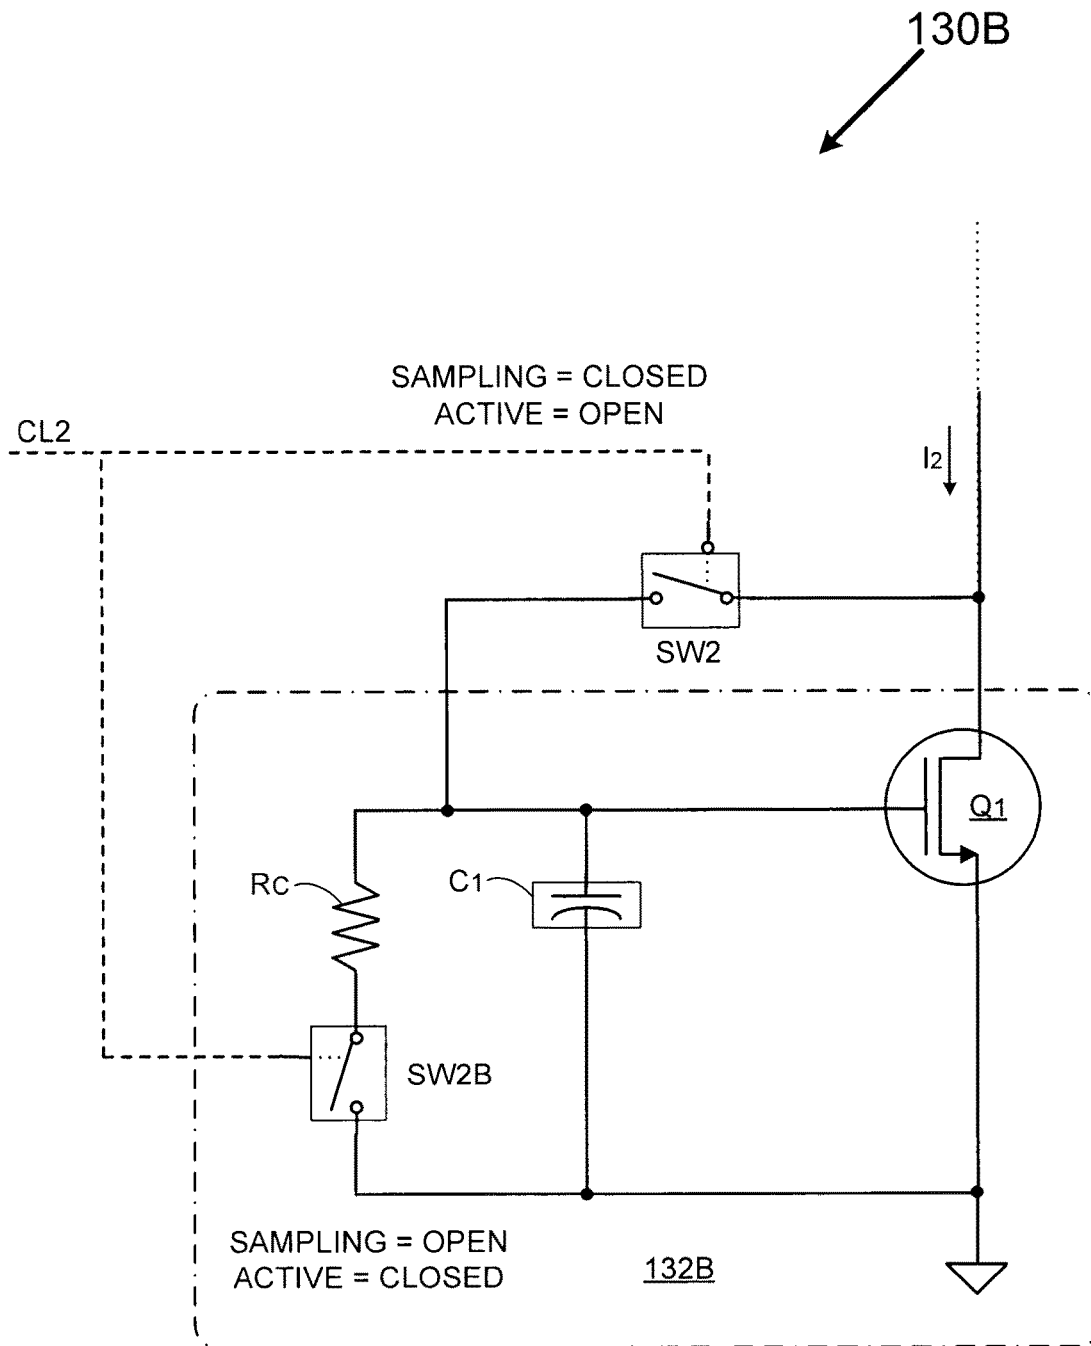 130B
SAMPLING = CLOSED
ACTIVE = OPEN
CL2
I2
SW2
Q1
RC
C1
SW2B
SAMPLING = OPEN
ACTIVE = CLOSED
132B